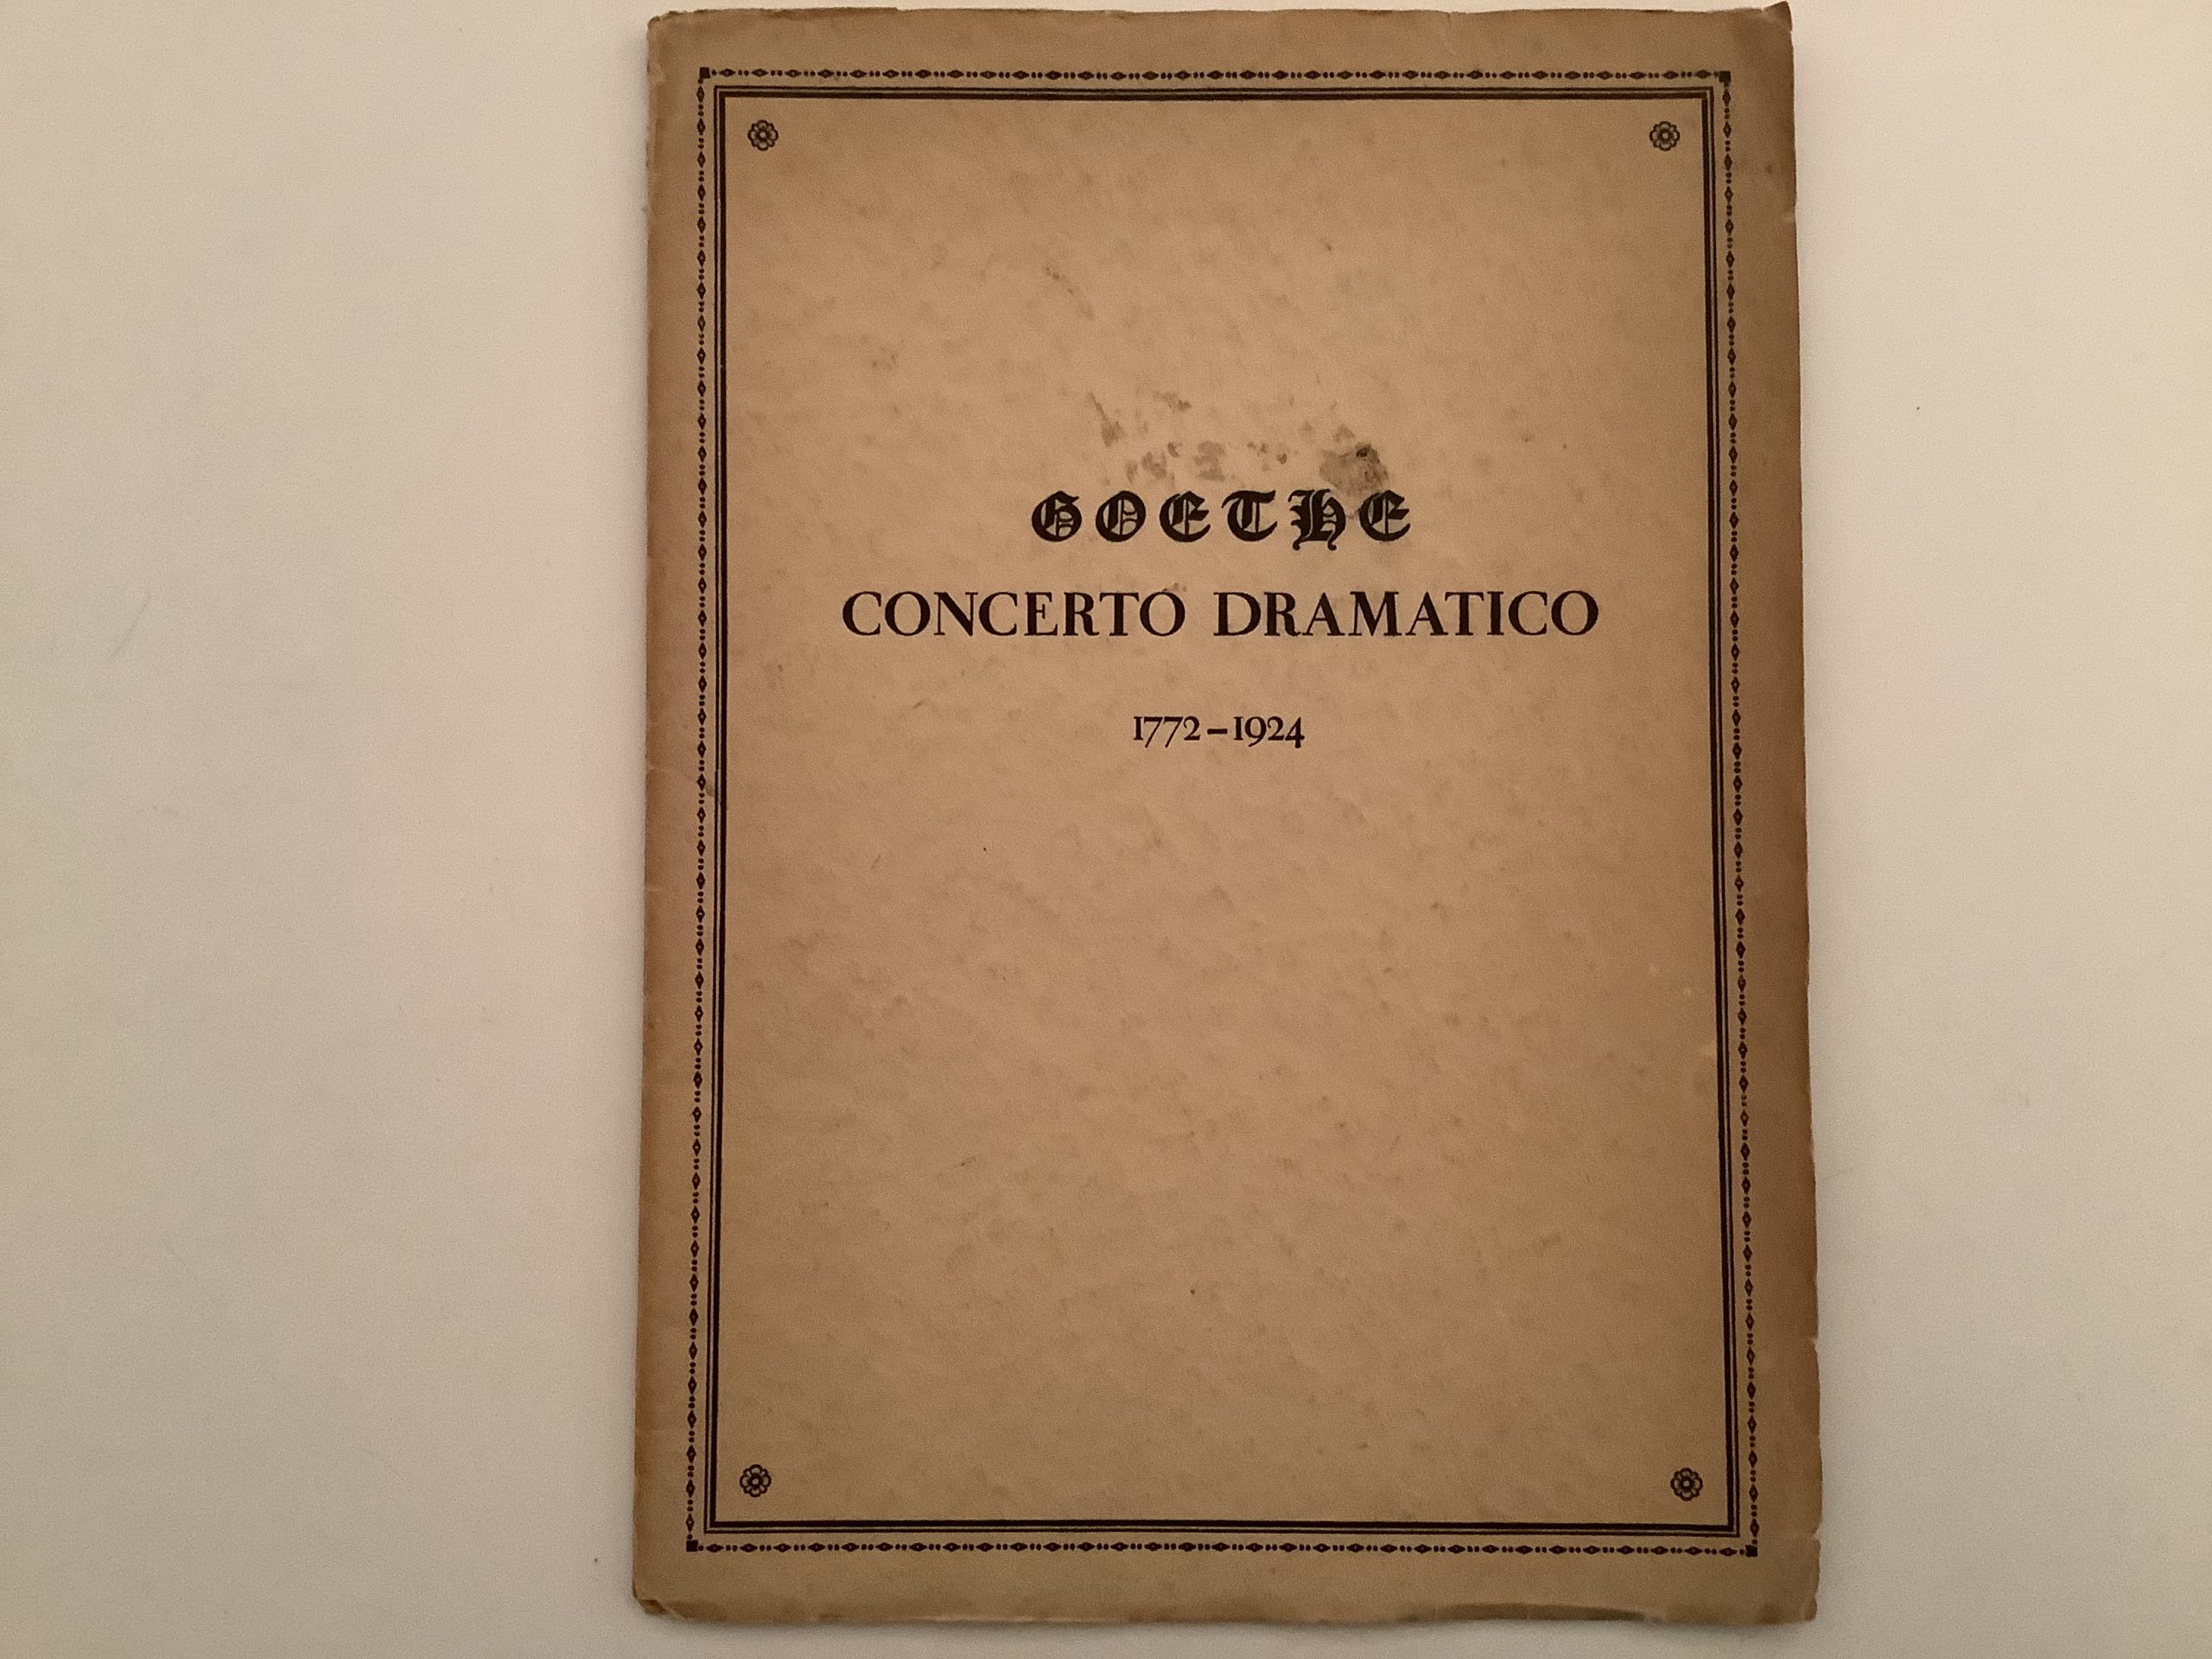 GOETHE
CONCERTO DRAMATICO
1772–1924